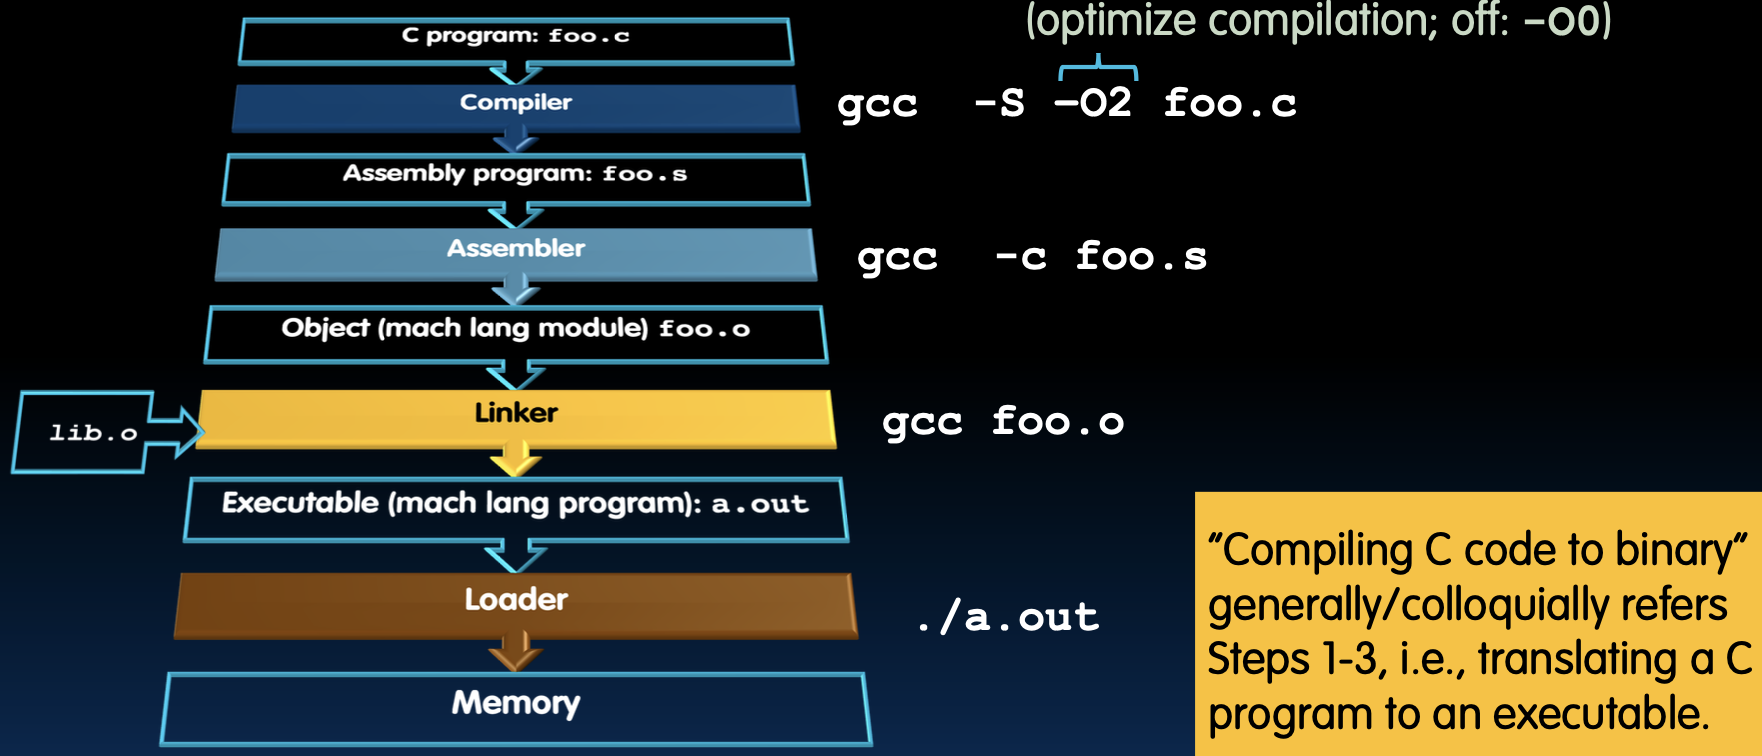 (optimize compilation; off: –O0)
C program: foo.c
Compiler
gcc -S –O2 foo.c
Assembly program: foo.s
Assembler
gcc -c foo.s
Object (mach lang module) foo.o
lib.o
Linker
gcc foo.o
Executable (mach lang program): a.out
Loader
./a.out
Memory
"Compiling C code to binary"
generally/colloquially refers
Steps 1-3, i.e., translating a C
program to an executable.